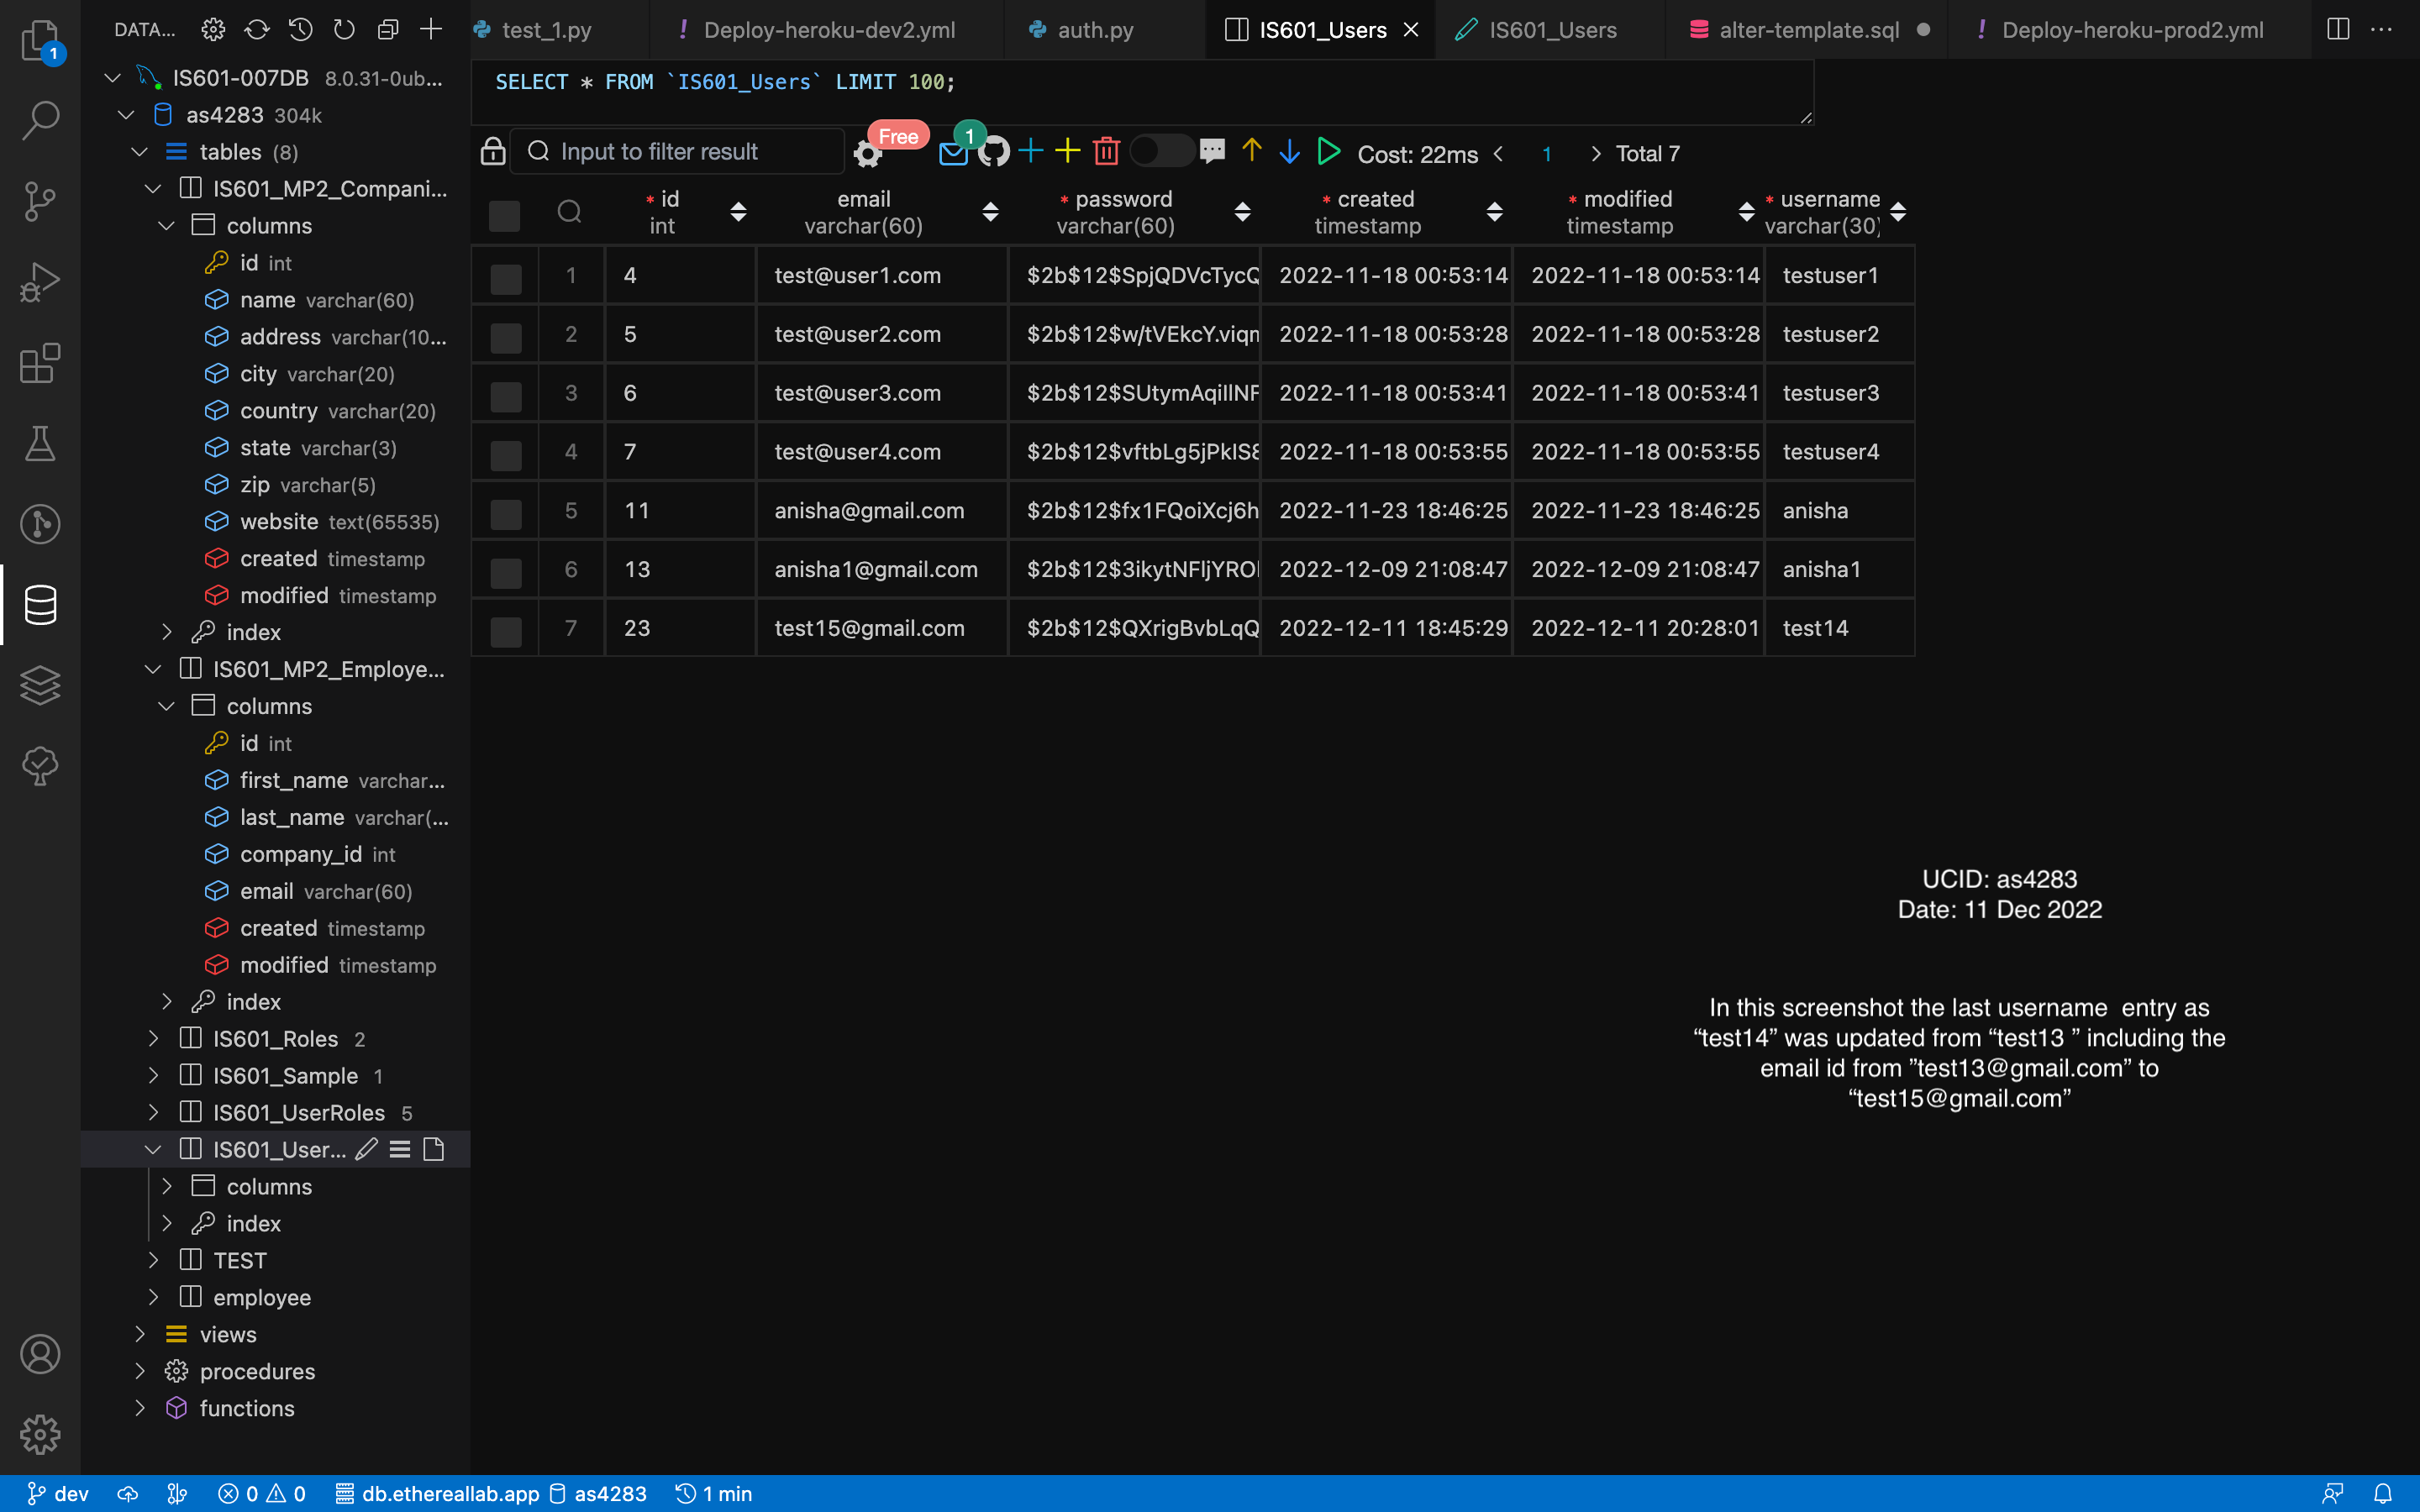 test_1.py
! Deploy-heroku-dev2.yml
auth.py
IS601_Users
IS601_Users
alter-template.sql
! Deploy-heroku-prod2.yml
1
DATA...
IS601-007DB 8.0.31-0ub...
as4283 304k
tables (8)
IS601_MP2_Compani...
columns
id int
name varchar(60)
address varchar(10...
city varchar(20)
country varchar(20)
state varchar(3)
zip varchar(5)
website text(65535)
created timestamp
modified timestamp
index
IS601_MP2_Employe...
columns
id int
first_name varchar...
last_name varchar(...
company_id int
email varchar(60)
created timestamp
modified timestamp
index
IS601_Roles 2
IS601_Sample 1
IS601_UserRoles 5
IS601_User...
columns
index
TEST
employee
views
procedures
functions
SELECT * FROM `IS601_Users` LIMIT 100;
Input to filter result Free 1 Cost: 22ms < 1 > Total 7
* id email * password * created * modified * username
int varchar(60) varchar(60) timestamp timestamp varchar(30)
1 4 test@user1.com $2b$12$SpjQDVcTycQ 2022-11-18 00:53:14 2022-11-18 00:53:14 testuser1
2 5 test@user2.com $2b$12$w/tVEkcY.viqn 2022-11-18 00:53:28 2022-11-18 00:53:28 testuser2
3 6 test@user3.com $2b$12$SUtymAqillNF 2022-11-18 00:53:41 2022-11-18 00:53:41 testuser3
4 7 test@user4.com $2b$12$vftbLg5jPkIS8 2022-11-18 00:53:55 2022-11-18 00:53:55 testuser4
5 11 anisha@gmail.com $2b$12$fx1FQoiXcj6h 2022-11-23 18:46:25 2022-11-23 18:46:25 anisha
6 13 anisha1@gmail.com $2b$12$3ikytNFljYRO 2022-12-09 21:08:47 2022-12-09 21:08:47 anisha1
7 23 test15@gmail.com $2b$12$QXrigBvbLqQ 2022-12-11 18:45:29 2022-12-11 20:28:01 test14
UCID: as4283
Date: 11 Dec 2022
In this screenshot the last username  entry as
“test14” was updated from “test13 ” including the
email id from ”test13@gmail.com” to
“test15@gmail.com”
dev 0 0 db.ethereallab.app as4283 1 min